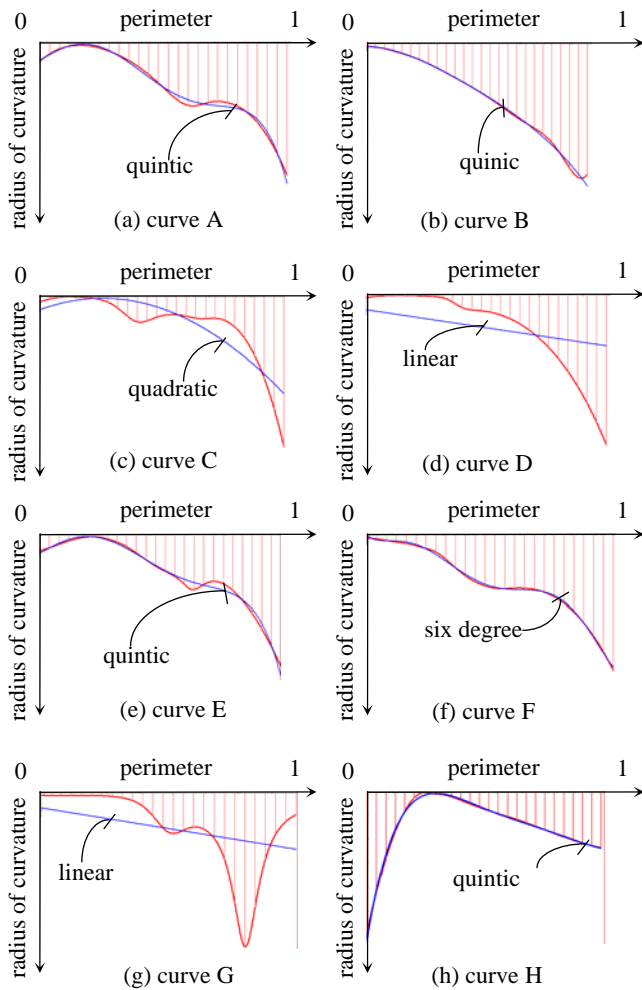 0 perimeter 1
radius of curvature
quintic
(a) curve A
0 perimeter 1
radius of curvature
quinic
(b) curve B
0 perimeter 1
radius of curvature
quadratic
(c) curve C
0 perimeter 1
radius of curvature
linear
(d) curve D
0 perimeter 1
radius of curvature
quintic
(e) curve E
0 perimeter 1
radius of curvature
six degree
(f) curve F
0 perimeter 1
radius of curvature
linear
(g) curve G
0 perimeter 1
radius of curvature
quintic
(h) curve H